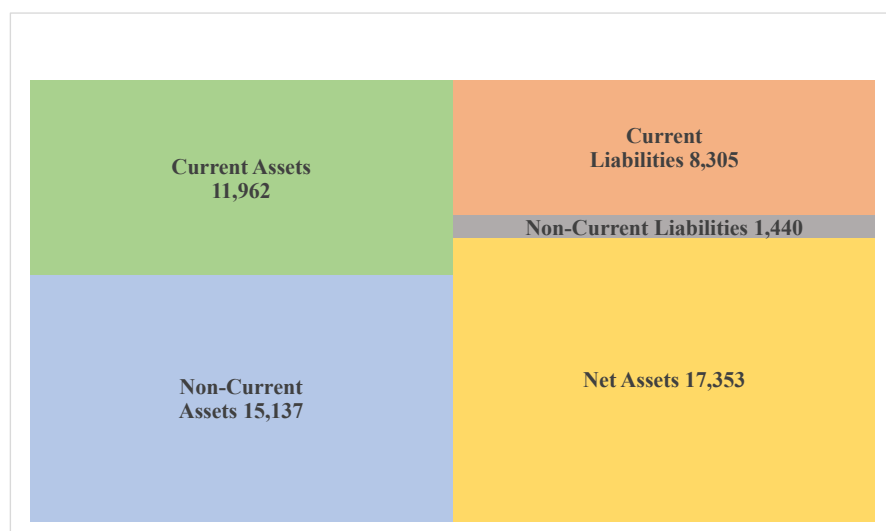 Current Assets
11,962
Non-Current
Assets 15,137
Current
Liabilities 8,305
Non-Current Liabilities 1,440
Net Assets 17,353